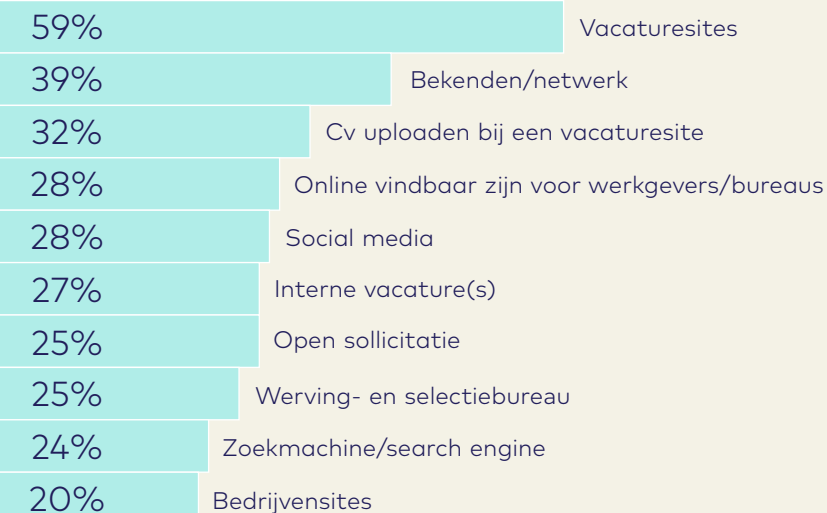 59% Vacaturesites
39% Bekenden/netwerk
32% Cv uploaden bij een vacaturesite
28% Online vindbaar zijn voor werkgevers/bureaus
28% Social media
27% Interne vacature(s)
25% Open sollicitatie
25% Werving- en selectiebureau
24% Zoekmachine/search engine
20% Bedrijvensites